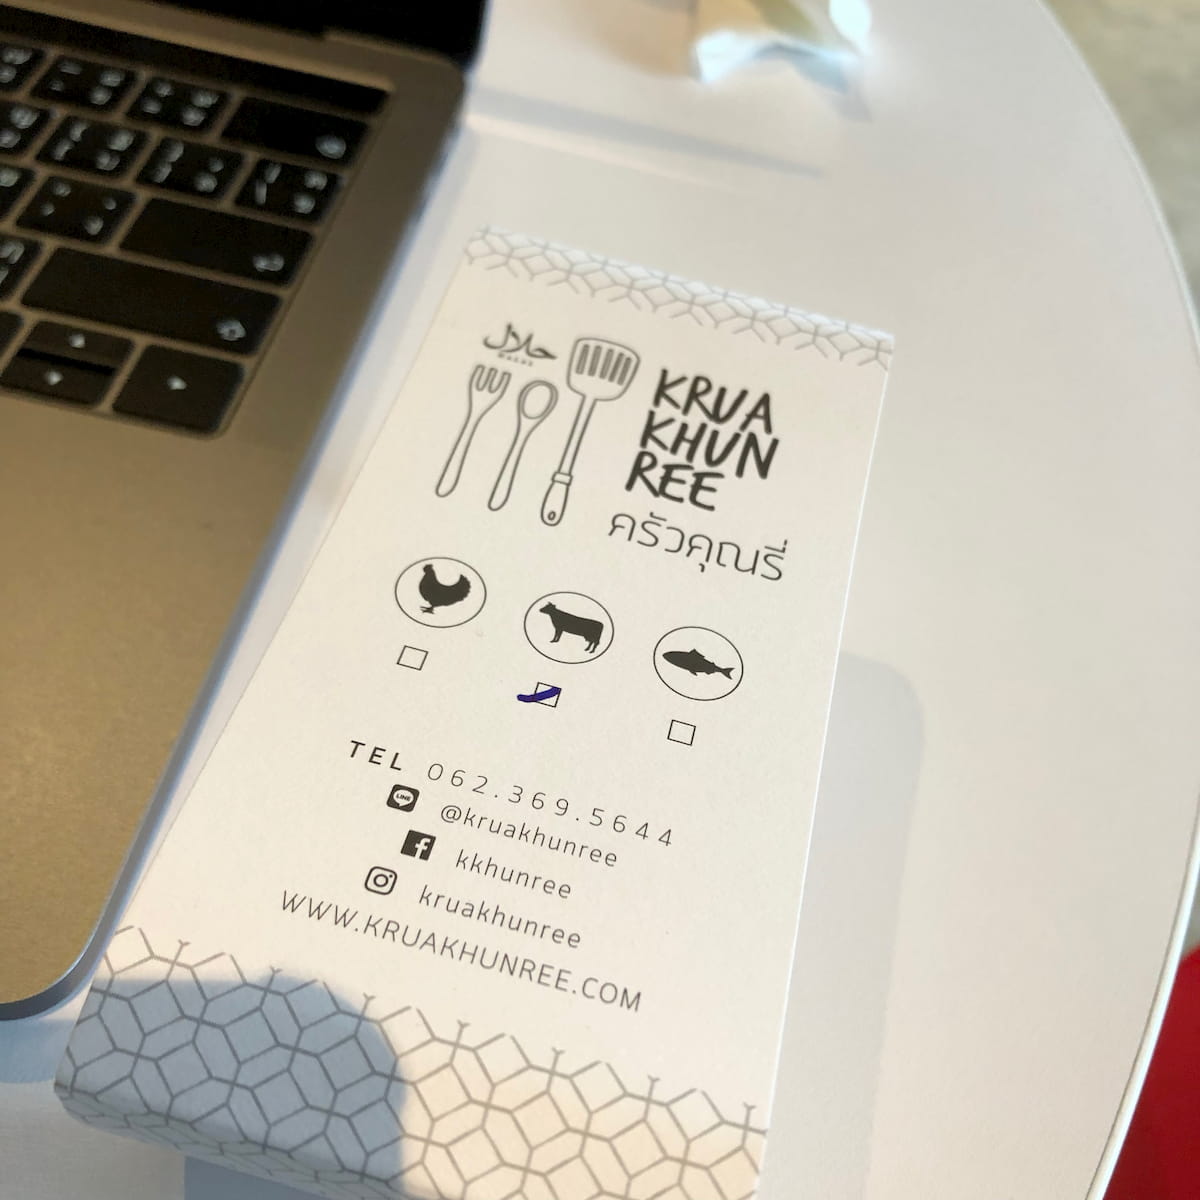 حلال
HALAL
KRUA
KHUN
REE
ครัวคุณรี่
TEL 062.369.5644
LINE @kruakhunree
kkhunree
kruakhunree
WWW.KRUAKHUNREE.COM